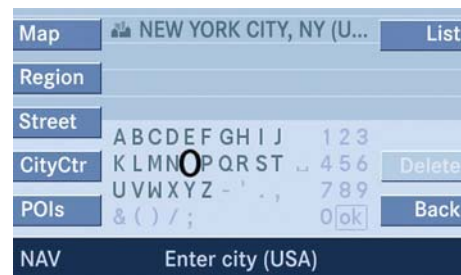 Map
NEW YORK CITY, NY (U...
List
Region
Street
ABCDEFGHIJ 123
CityCtr
KLMNOPQRST ␣ 456
Delete
UVWXYZ-'., 789
POIs
&()/; 0 ok
Back
NAV
Enter city (USA)